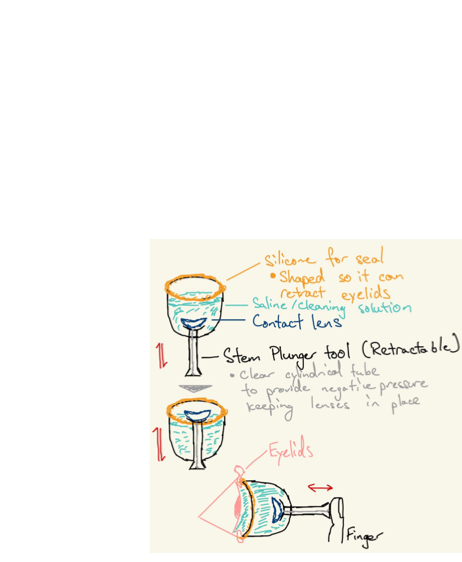 Silicone for seal
• Shaped so it can
retract eyelids
Saline/cleaning solution
Contact lens
Stem Plunger tool (Retractable)
• Clear cylindrical tube
to provide negative pressure
keeping lenses in place
Eyelids
Finger